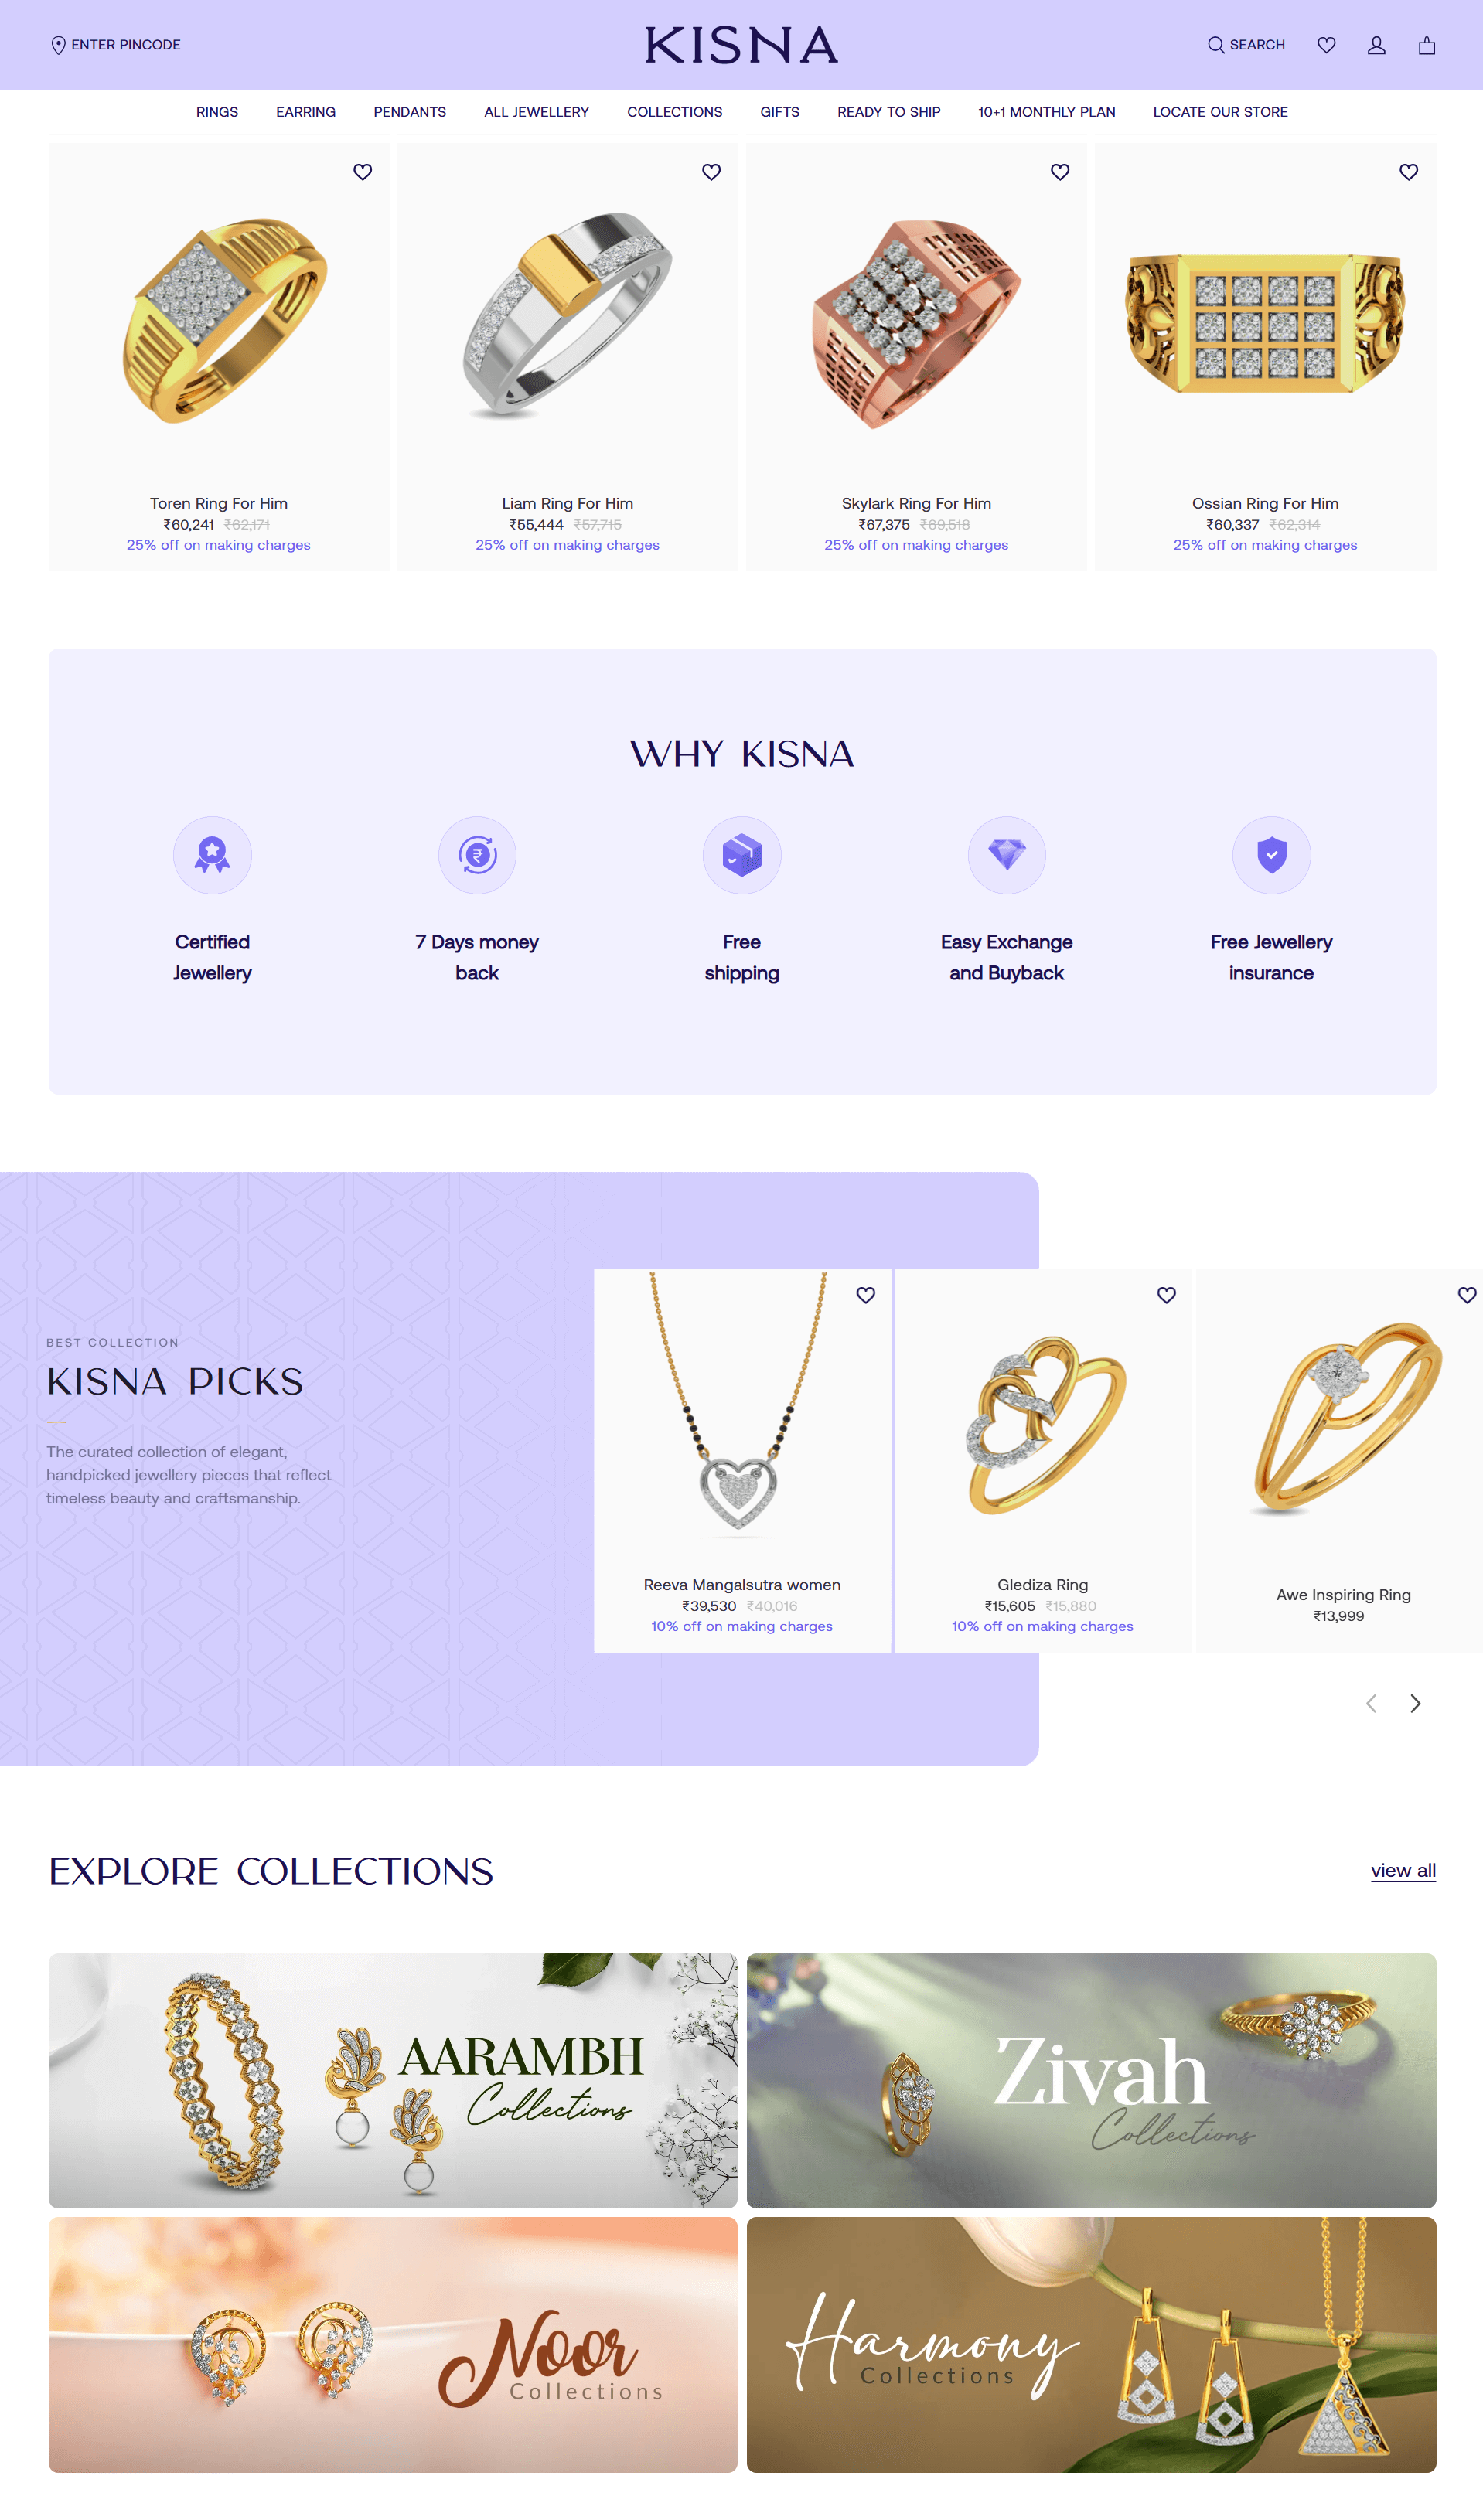 ENTER PINCODE
KISNA
SEARCH
RINGS EARRING PENDANTS ALL JEWELLERY COLLECTIONS GIFTS READY TO SHIP 10+1 MONTHLY PLAN LOCATE OUR STORE
Toren Ring For Him
₹60,241 ₹62,171
25% off on making charges
Liam Ring For Him
₹55,444 ₹57,715
25% off on making charges
Skylark Ring For Him
₹67,375 ₹69,518
25% off on making charges
Ossian Ring For Him
₹60,337 ₹62,314
25% off on making charges
WHY KISNA
Certified
Jewellery
7 Days money
back
Free
shipping
Easy Exchange
and Buyback
Free Jewellery
insurance
BEST COLLECTION
KISNA PICKS
The curated collection of elegant,
handpicked jewellery pieces that reflect
timeless beauty and craftsmanship.
Reeva Mangalsutra women
₹39,530 ₹40,016
10% off on making charges
Glediza Ring
₹15,605 ₹15,880
10% off on making charges
Awe Inspiring Ring
₹13,999
EXPLORE COLLECTIONS
view all
AARAMBH
Collections
Zivah
Collections
Noor
Collections
Harmony
Collections